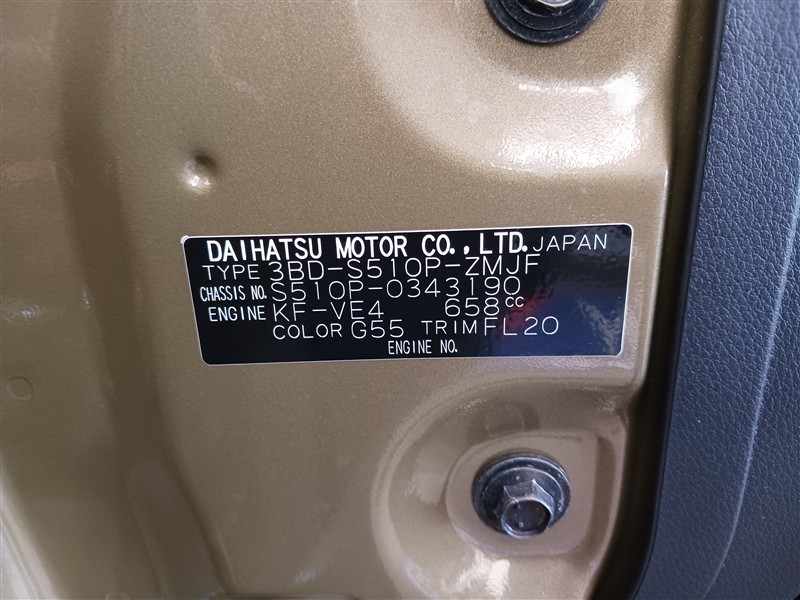 DAIHATSU MOTOR CO., LTD. JAPAN
TYPE 3BD-S510P-ZMJF
CHASSIS NO. S510P-0343190
ENGINE KF-VE4 658cc
COLOR G55 TRIM FL20
ENGINE NO.